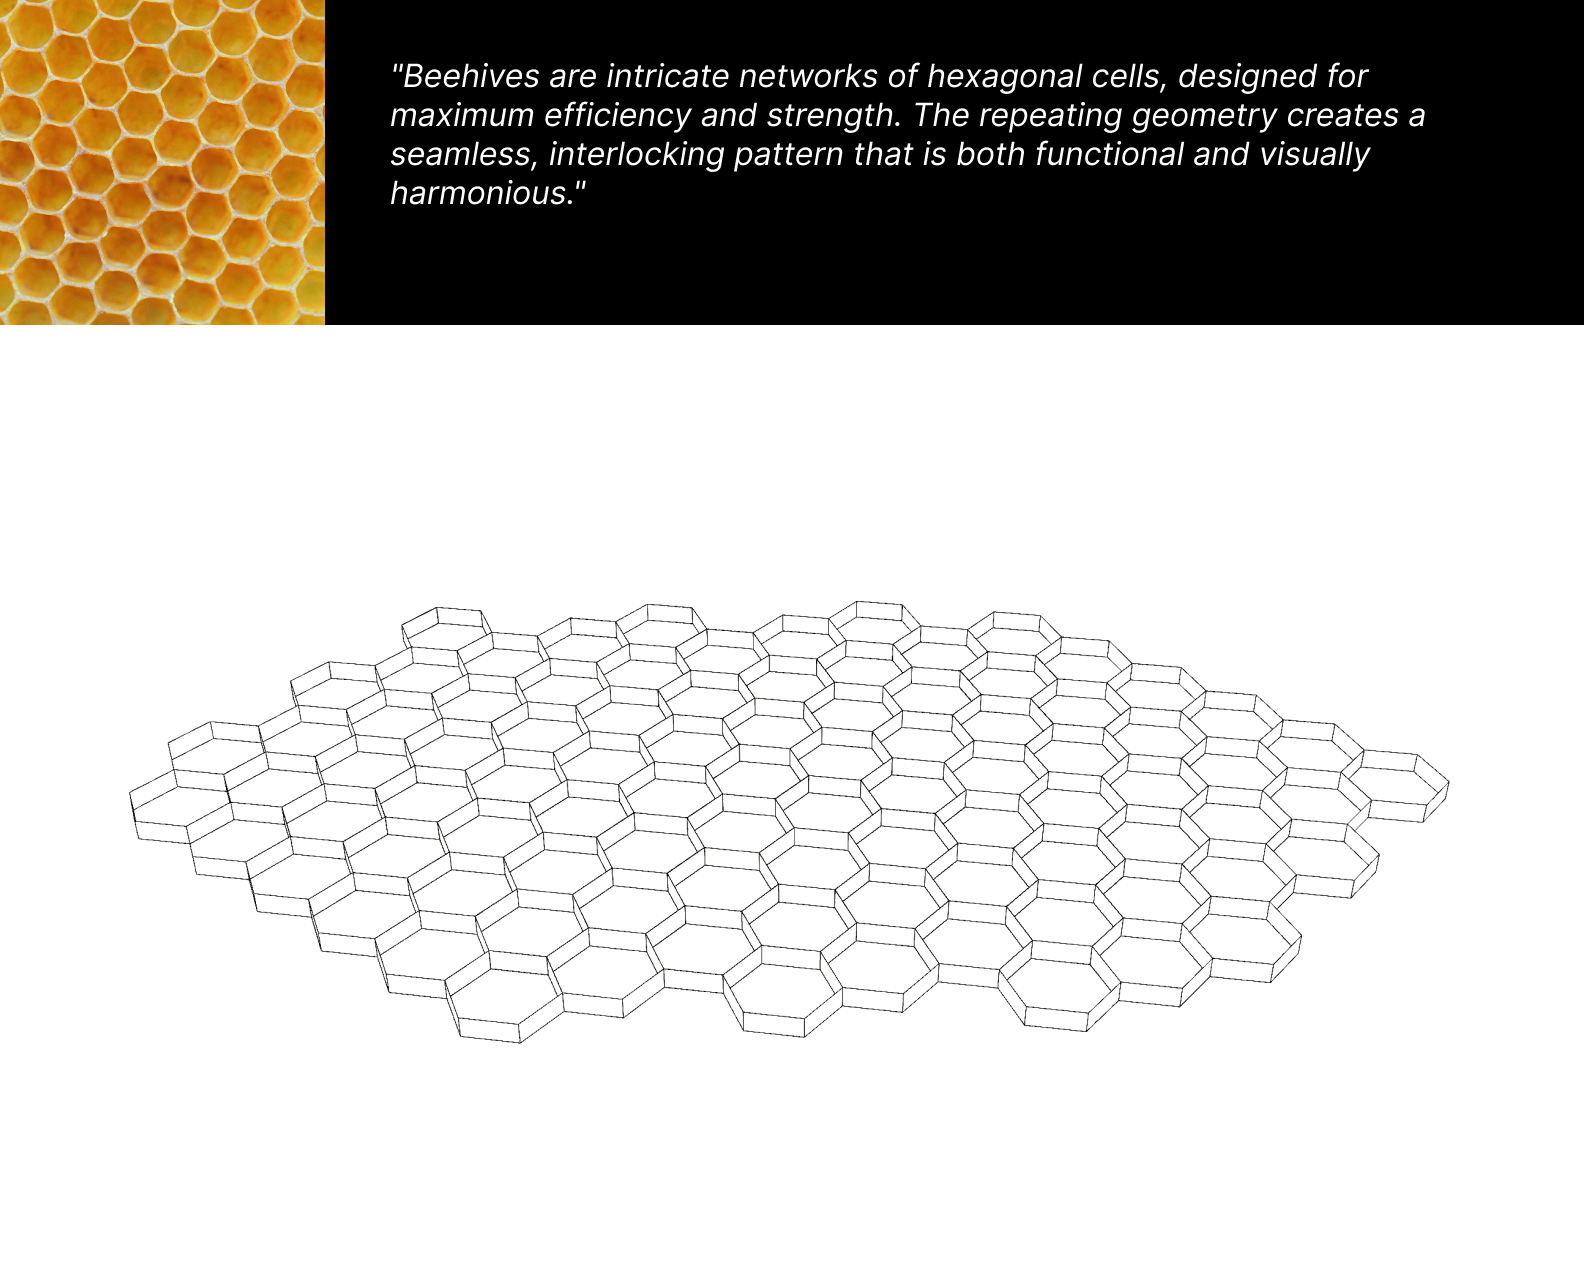 "Beehives are intricate networks of hexagonal cells, designed for
maximum efficiency and strength. The repeating geometry creates a
seamless, interlocking pattern that is both functional and visually
harmonious."